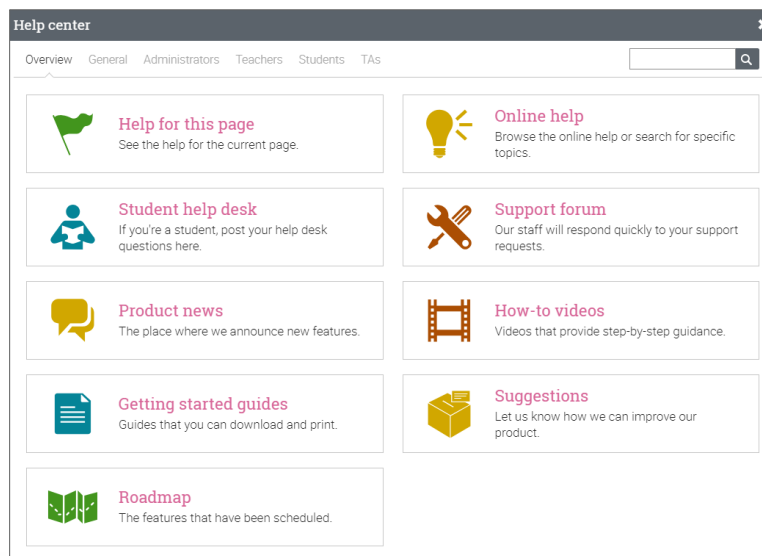 Help center
Overview General Administrators Teachers Students TAs
Help for this page
See the help for the current page.
Online help
Browse the online help or search for specific
topics.
Student help desk
If you're a student, post your help desk
questions here.
Support forum
Our staff will respond quickly to your support
requests.
Product news
The place where we announce new features.
How-to videos
Videos that provide step-by-step guidance.
Getting started guides
Guides that you can download and print.
Suggestions
Let us know how we can improve our
product.
Roadmap
The features that have been scheduled.